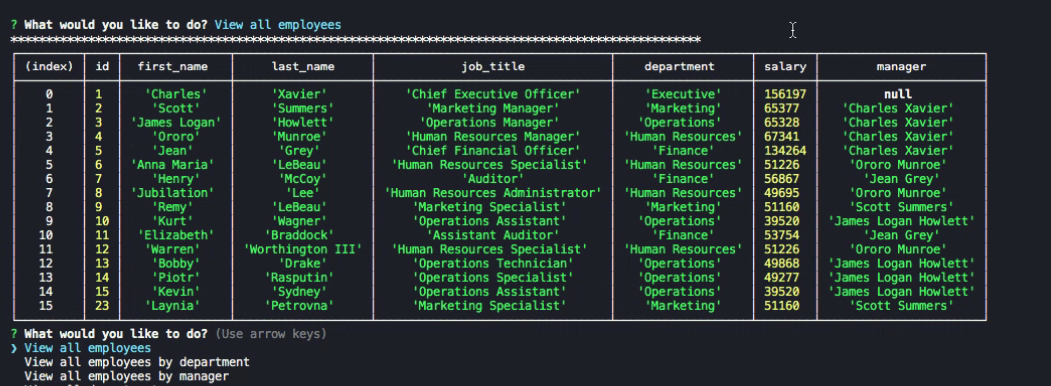 ? What would you like to do? View all employees
**************************************************************************************************
(index) id first_name last_name job_title department salary manager
0 1 'Charles' 'Xavier' 'Chief Executive Officer' 'Executive' 156197 null
1 2 'Scott' 'Summers' 'Marketing Manager' 'Marketing' 65377 'Charles Xavier'
2 3 'James Logan' 'Howlett' 'Operations Manager' 'Operations' 65328 'Charles Xavier'
3 4 'Ororo' 'Munroe' 'Human Resources Manager' 'Human Resources' 67341 'Charles Xavier'
4 5 'Jean' 'Grey' 'Chief Financial Officer' 'Finance' 134264 'Charles Xavier'
5 6 'Anna Maria' 'LeBeau' 'Human Resources Specialist' 'Human Resources' 51226 'Ororo Munroe'
6 7 'Henry' 'McCoy' 'Auditor' 'Finance' 56867 'Jean Grey'
7 8 'Jubilation' 'Lee' 'Human Resources Administrator' 'Human Resources' 49695 'Ororo Munroe'
8 9 'Remy' 'LeBeau' 'Marketing Specialist' 'Marketing' 51160 'Scott Summers'
9 10 'Kurt' 'Wagner' 'Operations Assistant' 'Operations' 39520 'James Logan Howlett'
10 11 'Elizabeth' 'Braddock' 'Assistant Auditor' 'Finance' 53754 'Jean Grey'
11 12 'Warren' 'Worthington III' 'Human Resources Specialist' 'Human Resources' 51226 'Ororo Munroe'
12 13 'Bobby' 'Drake' 'Operations Technician' 'Operations' 49868 'James Logan Howlett'
13 14 'Piotr' 'Rasputin' 'Operations Specialist' 'Operations' 49277 'James Logan Howlett'
14 15 'Kevin' 'Sydney' 'Operations Assistant' 'Operations' 39520 'James Logan Howlett'
15 23 'Laynia' 'Petrovna' 'Marketing Specialist' 'Marketing' 51160 'Scott Summers'
? What would you like to do? (Use arrow keys)
❯ View all employees
View all employees by department
View all employees by manager